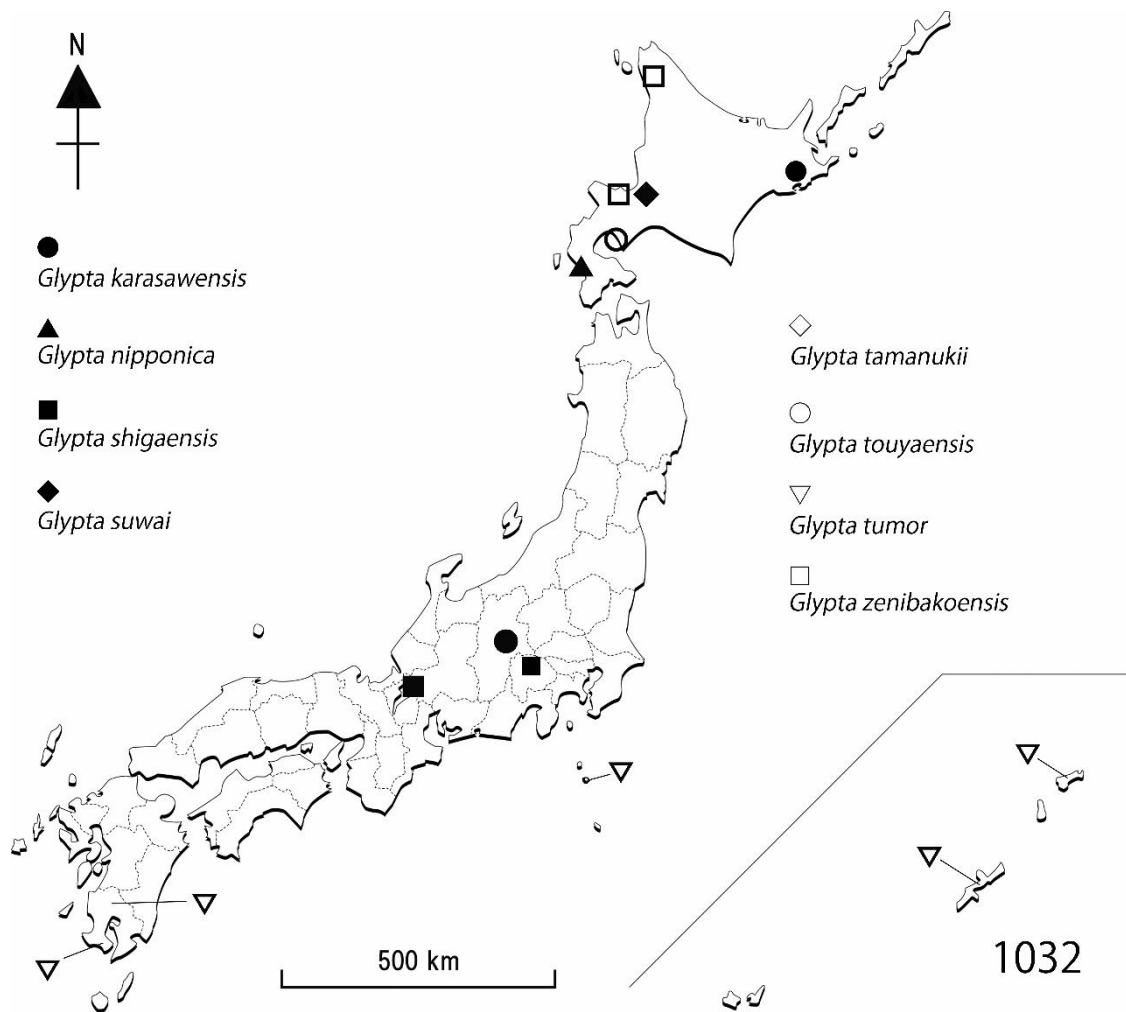 N
Glypta karasawensis
Glypta nipponica
Glypta shigaensis
Glypta suwai
Glypta tamanukii
Glypta touyaensis
Glypta tumor
Glypta zenibakoensis
500 km
1032